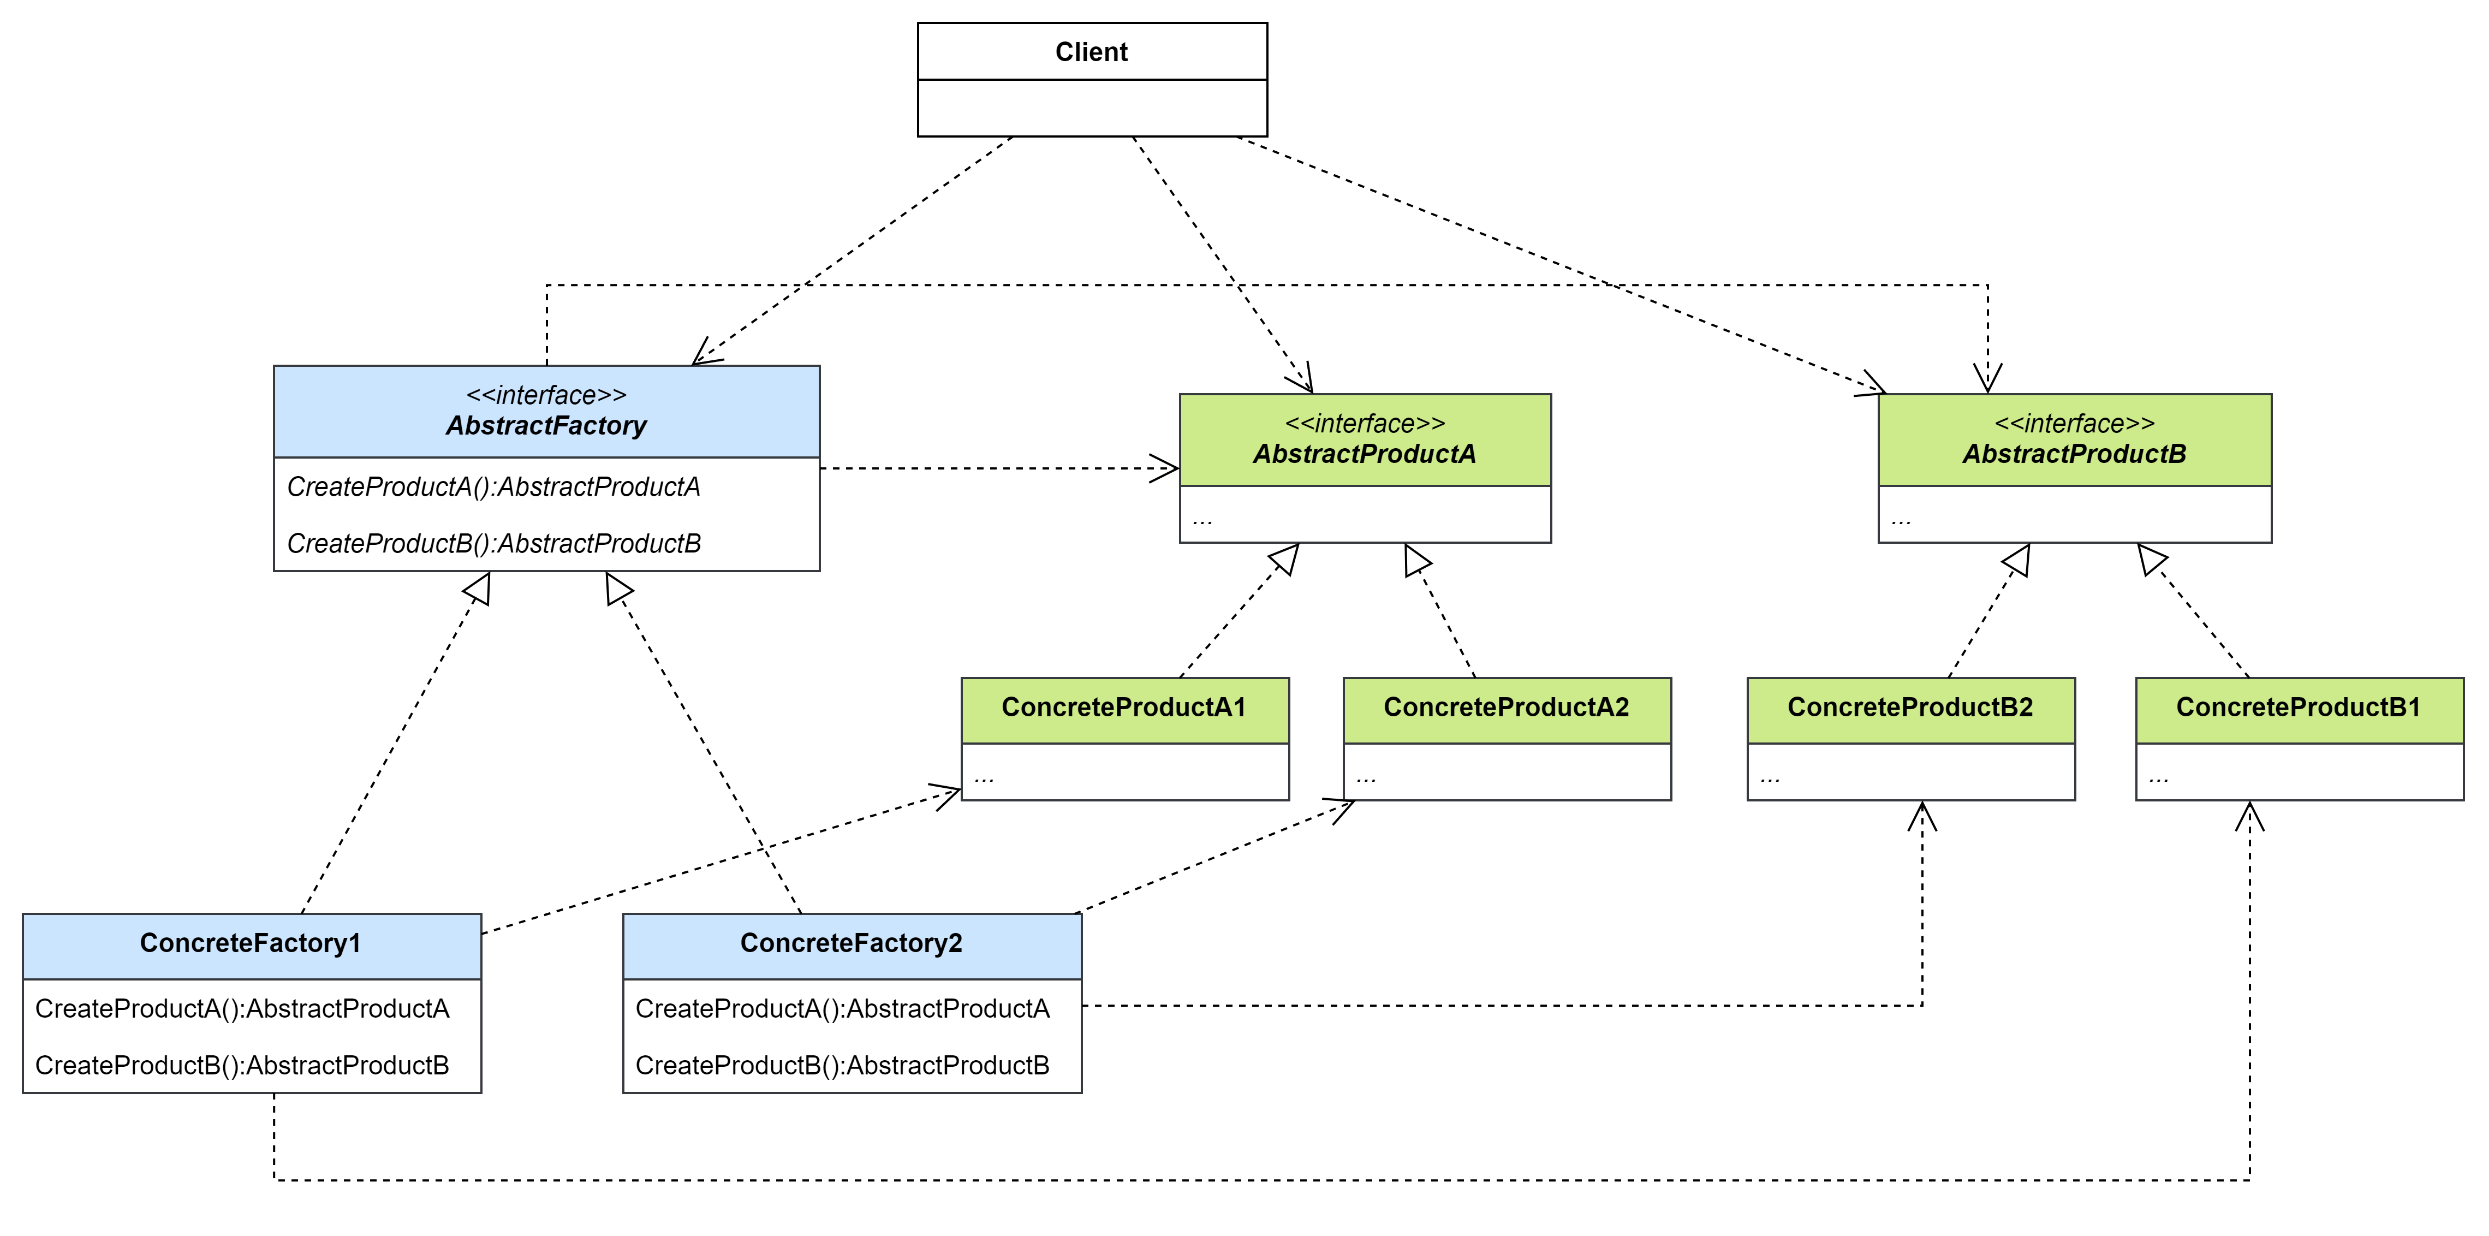 Client
<<interface>>
AbstractFactory
CreateProductA():AbstractProductA
CreateProductB():AbstractProductB
<<interface>>
AbstractProductA
...
<<interface>>
AbstractProductB
...
ConcreteProductA1
...
ConcreteProductA2
...
ConcreteProductB2
...
ConcreteProductB1
...
ConcreteFactory1
CreateProductA():AbstractProductA
CreateProductB():AbstractProductB
ConcreteFactory2
CreateProductA():AbstractProductA
CreateProductB():AbstractProductB